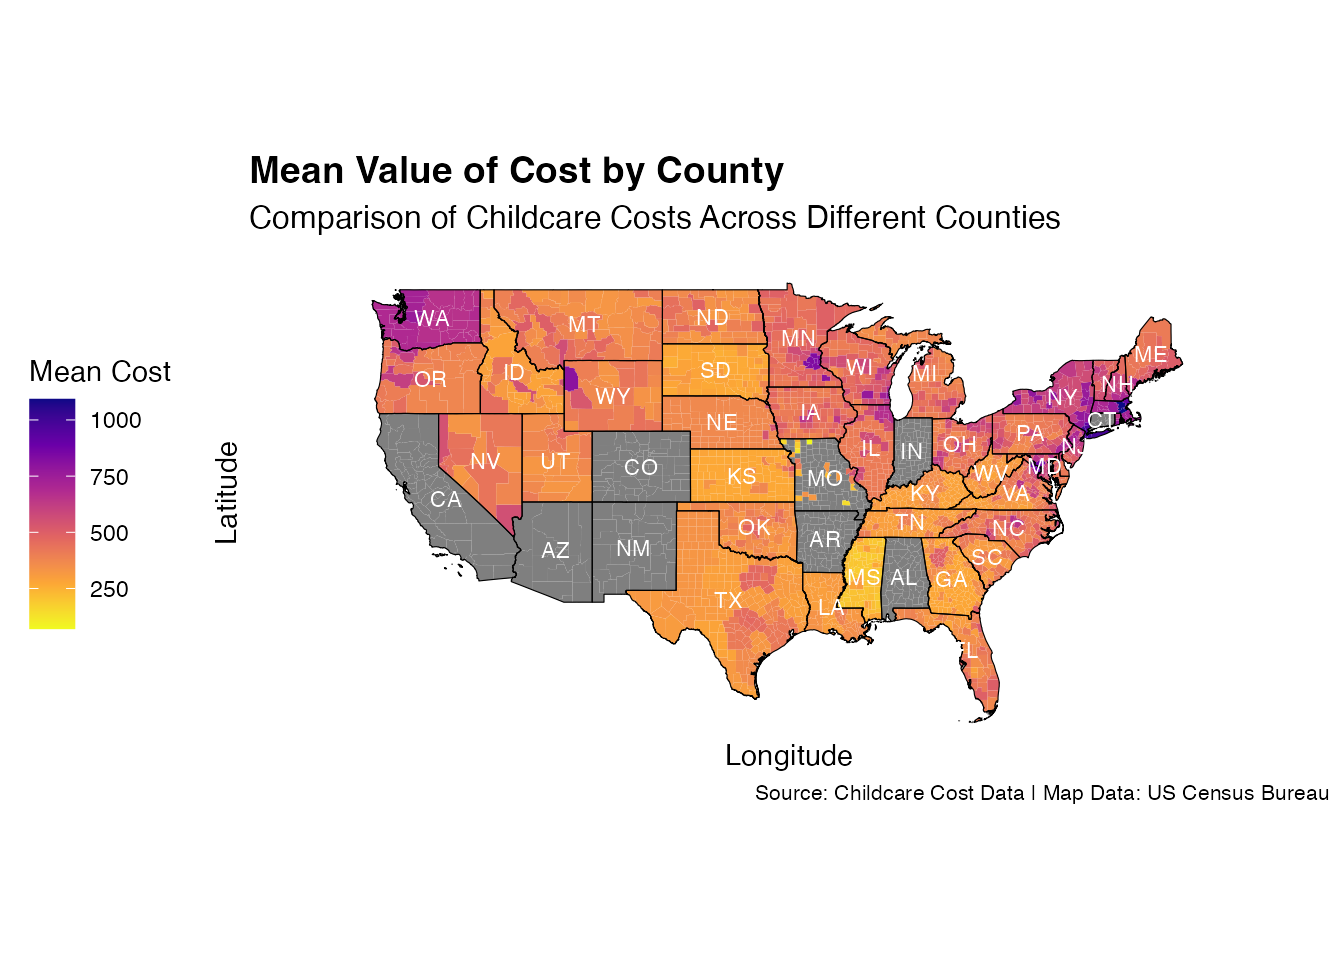 Mean Value of Cost by County
Comparison of Childcare Costs Across Different Counties
Mean Cost
1000
750
500
250
Latitude
WA
MT
ND
MN
ME
OR
ID
WY
SD
WI
MI
NY
NH
NE
IA
CT
NV
UT
CO
KS
MO
IL
IN
OH
PA
NJ
CA
WV
MD
VA
KY
AZ
NM
OK
AR
TN
NC
SC
TX
LA
MS
AL
GA
FL
Longitude
Source: Childcare Cost Data | Map Data: US Census Bureau